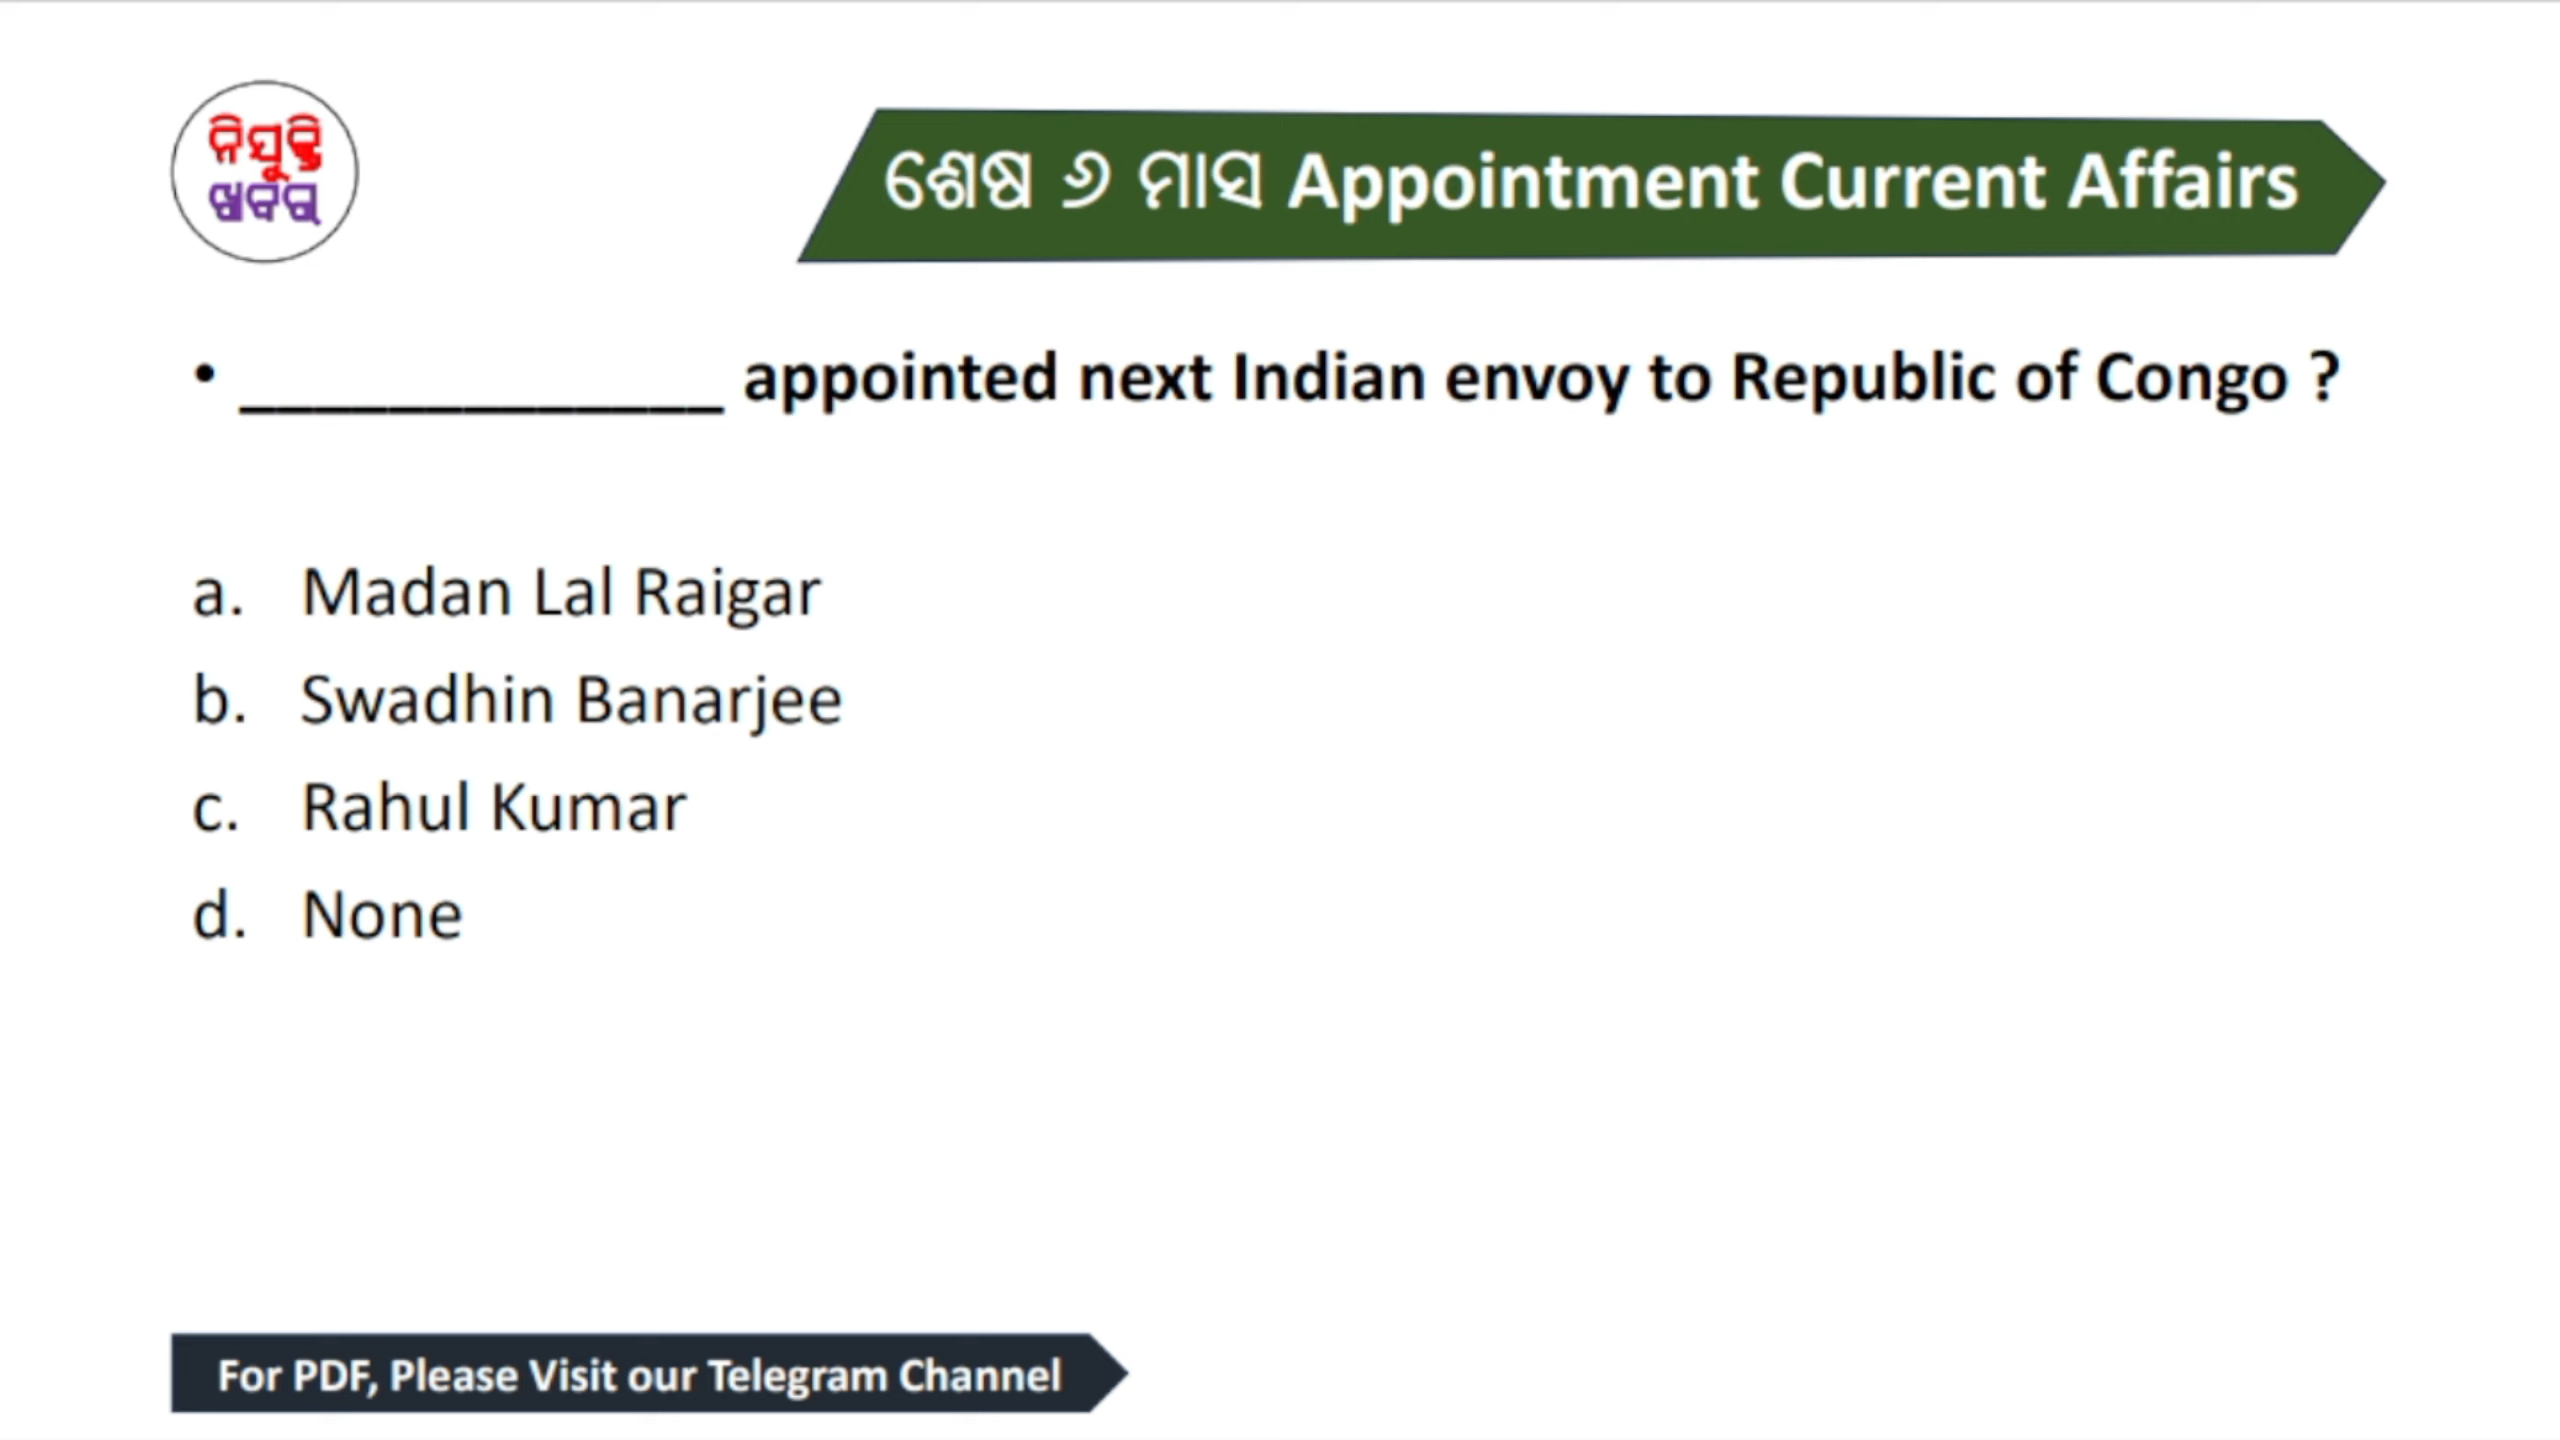 ନିଯୁକ୍ତି
ଖବର
ଶେଷ ୬ ମାସ Appointment Current Affairs
• _____________ appointed next Indian envoy to Republic of Congo ?
a. Madan Lal Raigar
b. Swadhin Banarjee
c. Rahul Kumar
d. None
For PDF, Please Visit our Telegram Channel